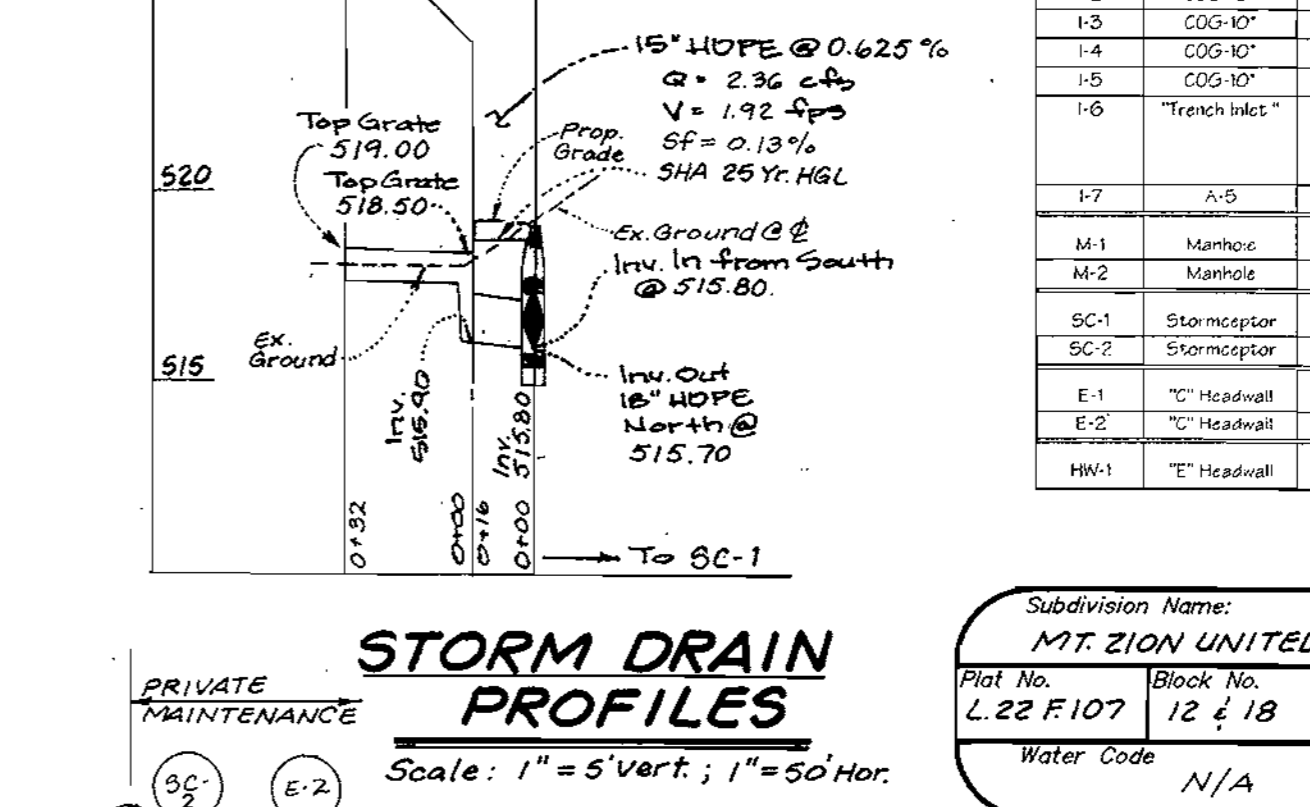 15" HDPE @ 0.625 %
Q = 2.36 cfs
V = 1.92 fps
Sf = 0.13%
SHA 25 Yr. HGL
Top Grate
519.00
Top Grate
518.50
Prop.
Grade
520
Ex. Ground @ ℄
Inv. In from South
@ 515.80.
Ex.
Ground
515
Inv.
515.90
Inv.
515.80
Inv. Out
18" HDPE
North @
515.70
0+32
0+00
0+16
0+00
To SC-1
STORM DRAIN
PROFILES
Scale: 1" = 5' Vert. ; 1" = 50' Hor.
PRIVATE
MAINTENANCE
SC-
2
E-2
I-3 COG-10"
I-4 COG-10"
I-5 COG-10"
I-6 "Trench Inlet"
I-7 A-5
M-1 Manhole
M-2 Manhole
SC-1 Stormceptor
SC-2 Stormceptor
E-1 "C" Headwall
E-2 "C" Headwall
HW-1 "E" Headwall
Subdivision Name:
MT. ZION UNITED
Plat No.
L.22 F.107
Block No.
12 & 18
Water Code
N/A